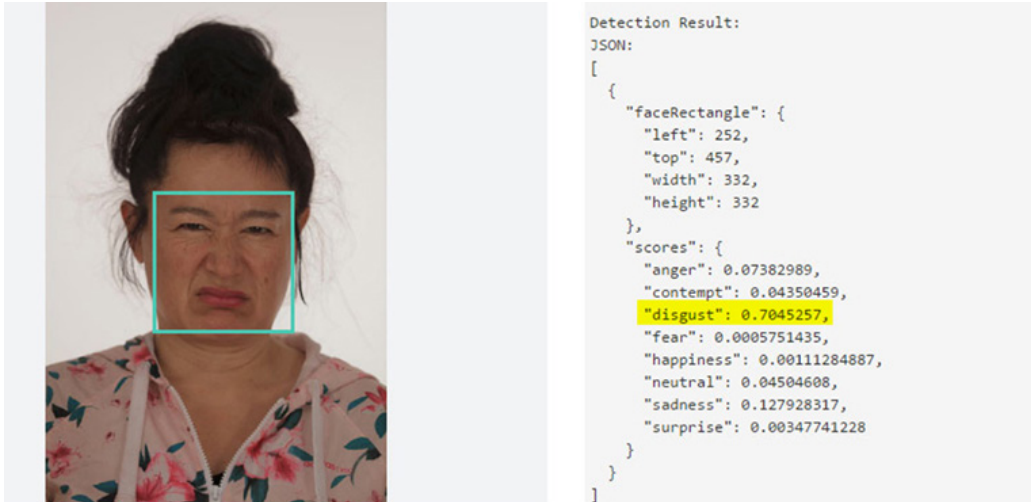 Detection Result:
JSON:
[
  {
    "faceRectangle": {
      "left": 252,
      "top": 457,
      "width": 332,
      "height": 332
    },
    "scores": {
      "anger": 0.07382989,
      "contempt": 0.04350459,
      "disgust": 0.7045257,
      "fear": 0.0005751435,
      "happiness": 0.00111284887,
      "neutral": 0.04504608,
      "sadness": 0.127928317,
      "surprise": 0.00347741228
    }
  }
]